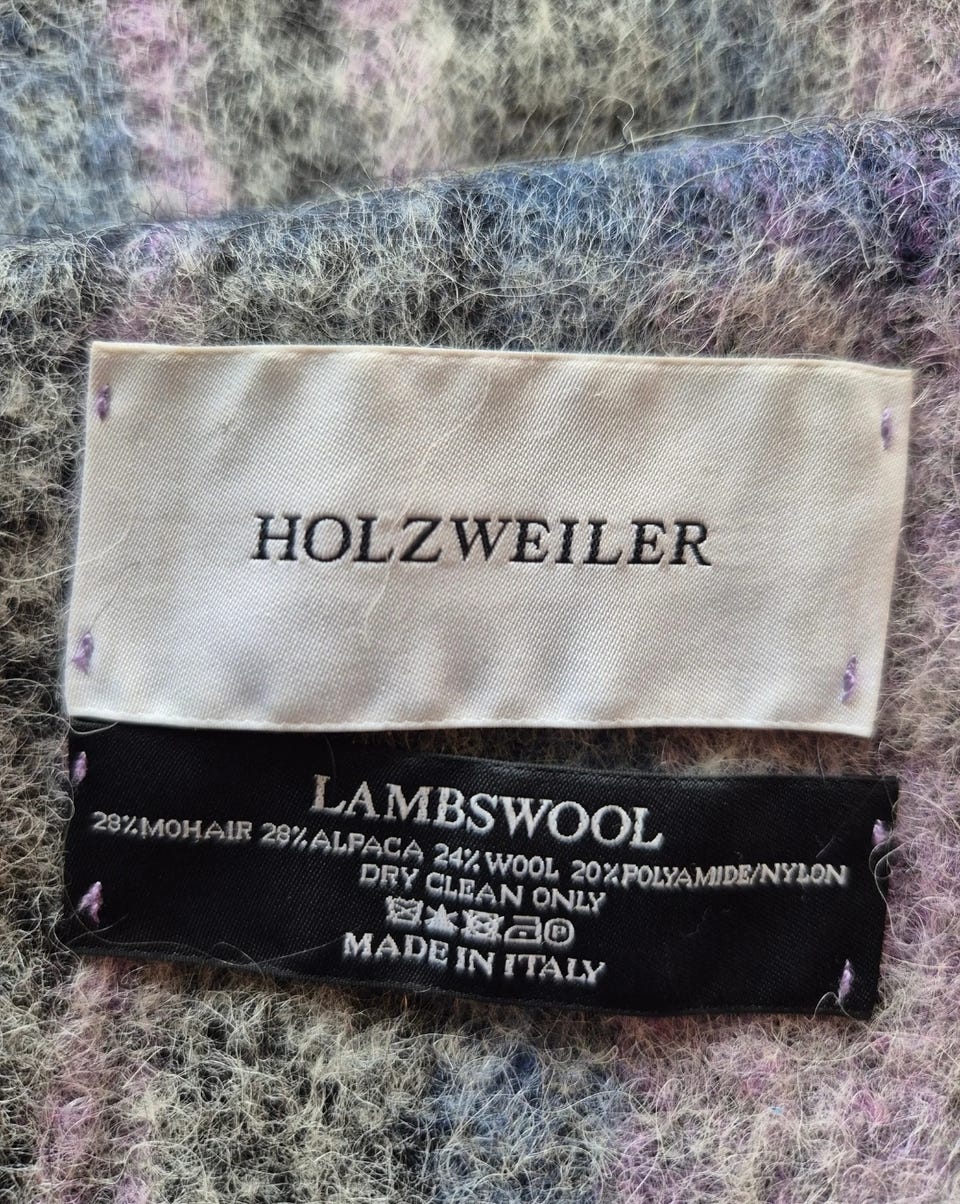 HOLZWEILER
LAMBSWOOL
28%MOHAIR 28%ALPACA 24% WOOL 20%POLYAMIDE/NYLON
DRY CLEAN ONLY
P
MADE IN ITALY